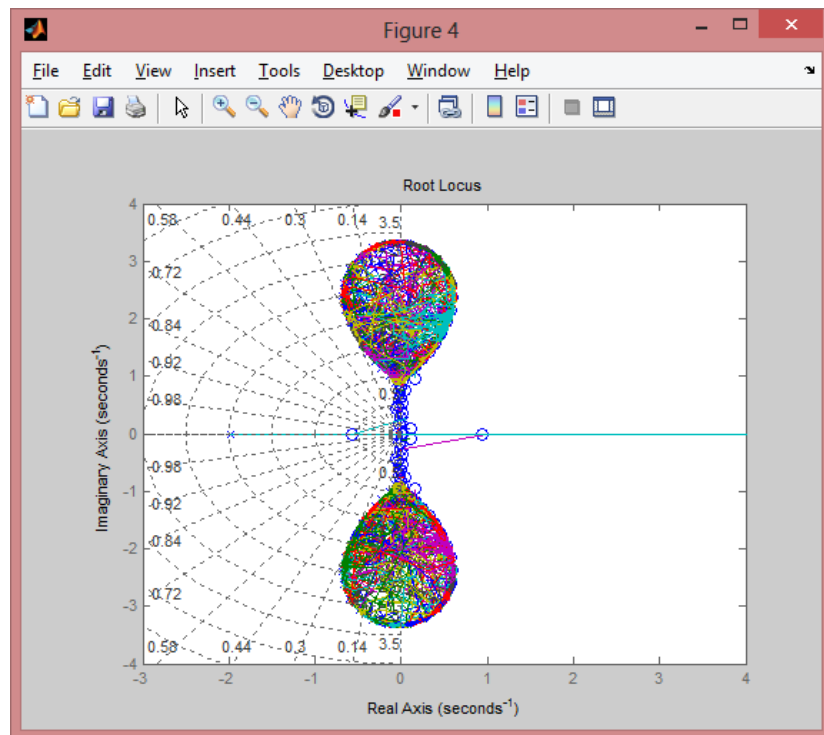 Figure 4
File Edit View Insert Tools Desktop Window Help
Root Locus
4
3
2
1
0
-1
-2
-3
-4
0.58 0.44 0.3 0.14 3.5
0.72
0.84
0.92
0.98
0.98
0.92
0.84
0.72
0.58 0.44 0.3 0.14 3.5
Imaginary Axis (seconds-1)
-3 -2 -1 0 1 2 3 4
Real Axis (seconds-1)